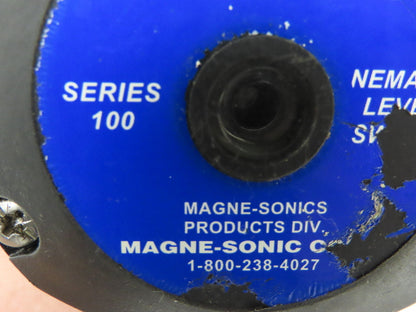 SERIES
100
NEMA
LEVE
SW
MAGNE-SONICS
PRODUCTS DIV.
MAGNE-SONIC C
1-800-238-4027